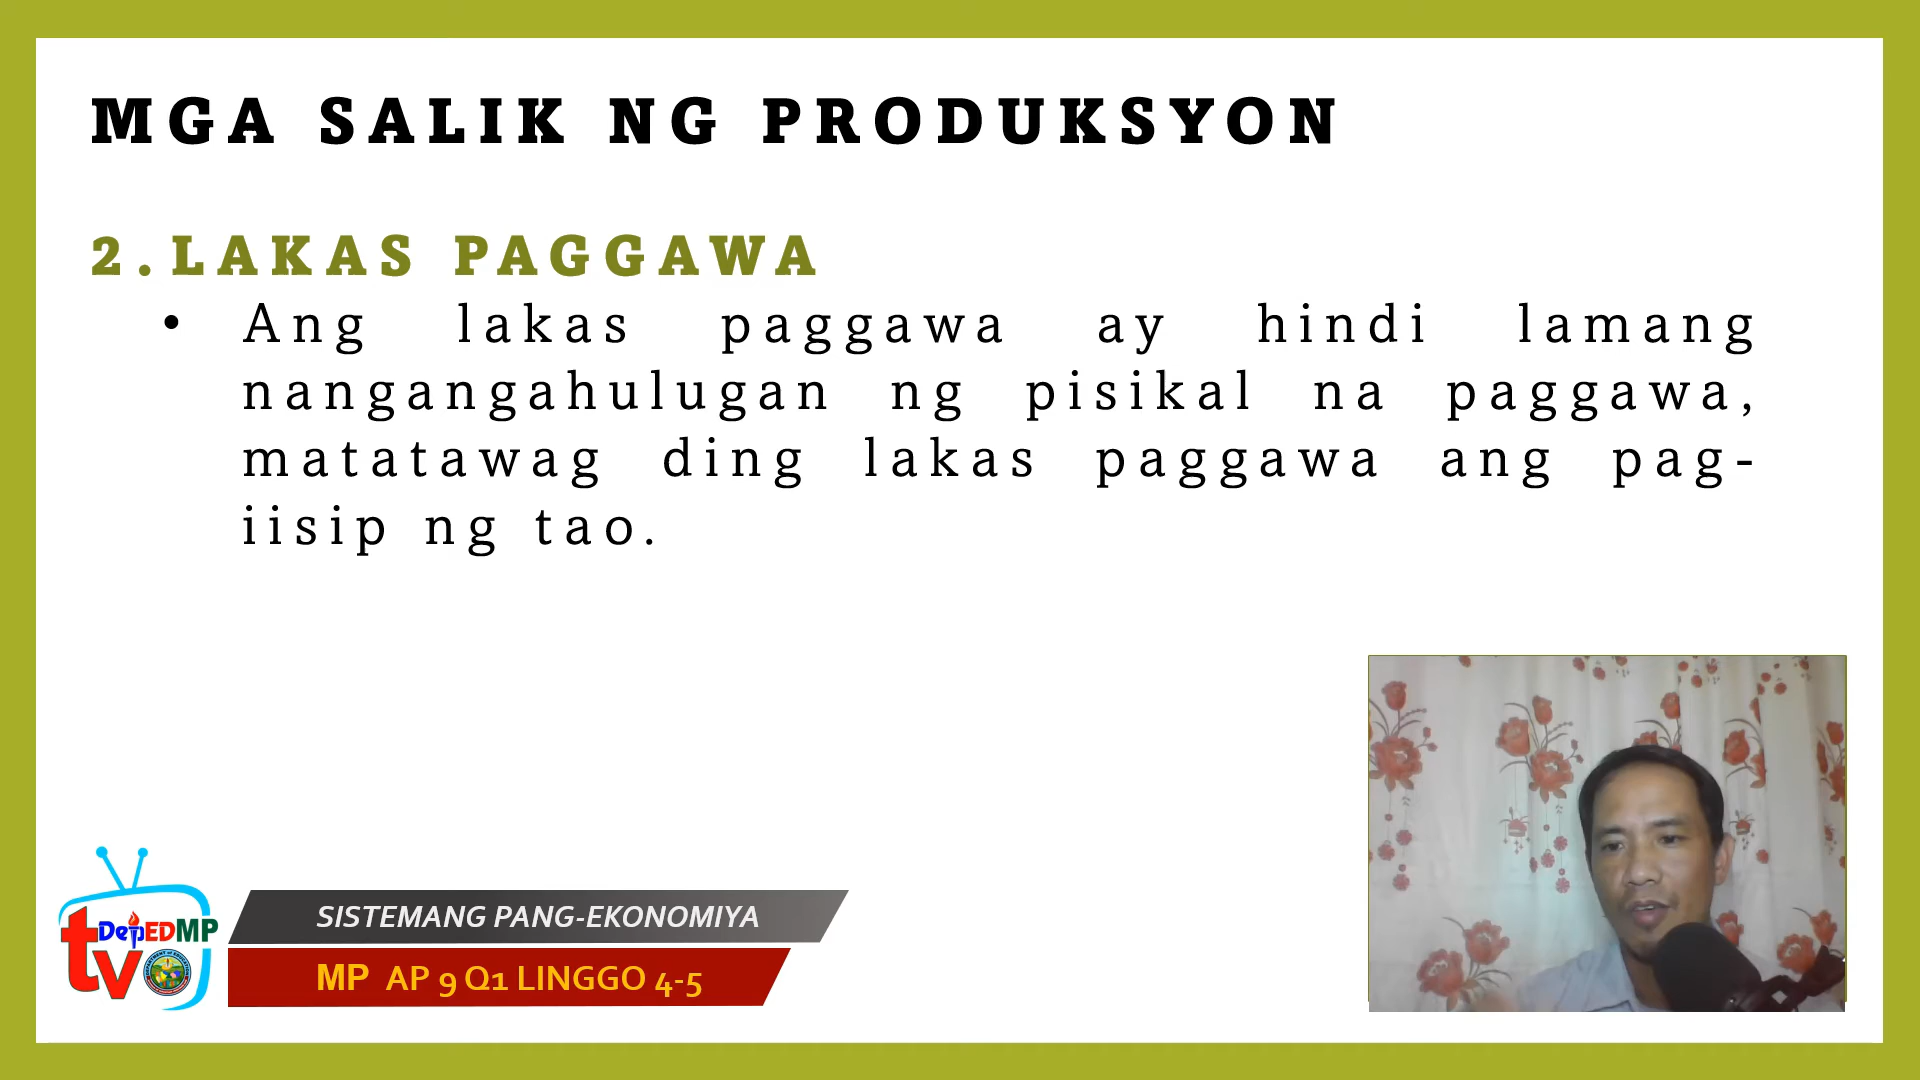 MGA SALIK NG PRODUKSYON
2.LAKAS PAGGAWA
• Ang lakas paggawa ay hindi lamang
nangangahulugan ng pisikal na paggawa,
matatawag ding lakas paggawa ang pag-
iisip ng tao.
SISTEMANG PANG-EKONOMIYA
MP AP 9 Q1 LINGGO 4-5
DepEDMP
tv